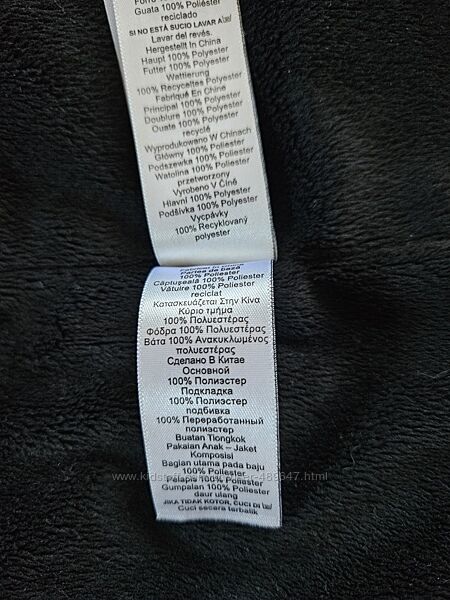 Guata 100% Poliéster
reciclado
SI NO ESTÁ SUCIO LAVAR A
Lavar del revés.
Hergestellt In China
Haupt 100% Polyester
Futter 100% Polyester
Wattierung
100% Recyceltes Polyester
Fabriqué En Chine
Principal 100% Polyester
Doublure 100% Polyester
Ouate 100% Polyester
recyclé
Wyprodukowano W Chinach
Główny 100% Poliester
Podszewka 100% Poliester
Watolina 100% Poliester
przetworzony
Vyrobeno V Číně
Hlavní 100% Polyester
Podšívka 100% Polyester
Vycpávky
100% Recyklovaný
polyester
Partea de bază
100% Poliester
Căptușeală 100% Poliester
Vătuire 100% Poliester
reciclat
Κατασκευάζεται Στην Κίνα
Κύριο τμήμα
100% Πολυεστέρας
Φόδρα 100% Πολυεστέρας
Βάτα 100% Ανακυκλωμένος
πολυεστέρας
Сделано В Китае
Основной
100% Полиэстер
Подкладка
100% Полиэстер
подбивка
100% Переработанный
полиэстер
Buatan Tiongkok
Pakaian Anak – Jaket
Komposisi
Bagian utama pada baju
100% Poliester
Pelapis 100% Poliester
Gumpalan 100% Poliester
daur ulang
JIKA TIDAK KOTOR, CUCI DI
Cuci secara terbalik